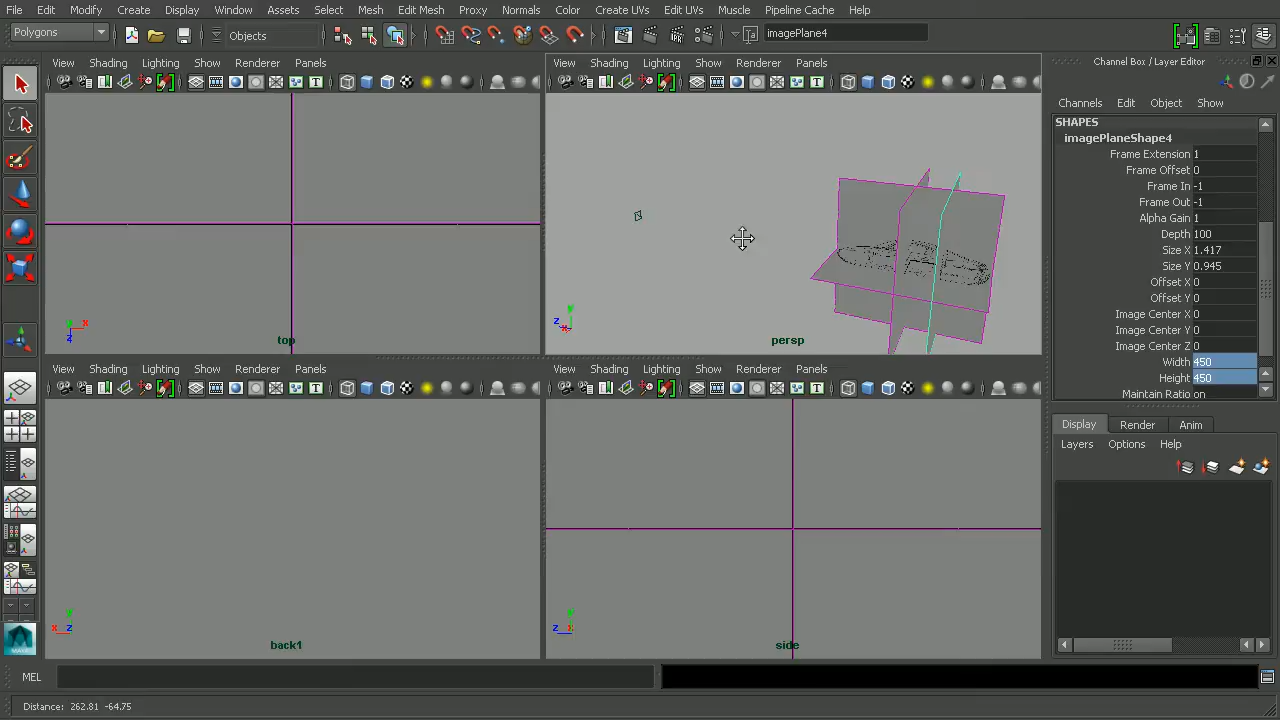 File Edit Modify Create Display Window Assets Select Mesh Edit Mesh Proxy Normals Color Create UVs Edit UVs Muscle Pipeline Cache Help
Polygons Objects imagePlane4
View Shading Lighting Show Renderer Panels
View Shading Lighting Show Renderer Panels
Channel Box / Layer Editor
Channels Edit Object Show
SHAPES
imagePlaneShape4
Frame Extension 1
Frame Offset 0
Frame In -1
Frame Out -1
Alpha Gain 1
Depth 100
Size X 1.417
Size Y 0.945
Offset X 0
Offset Y 0
Image Center X 0
Image Center Y 0
Image Center Z 0
Width 450
Height 450
Maintain Ratio on
y x z
top
y z x
persp
View Shading Lighting Show Renderer Panels
View Shading Lighting Show Renderer Panels
Display Render Anim
Layers Options Help
y x z
back1
y z x
side
MEL
Distance: 262.81 -64.75